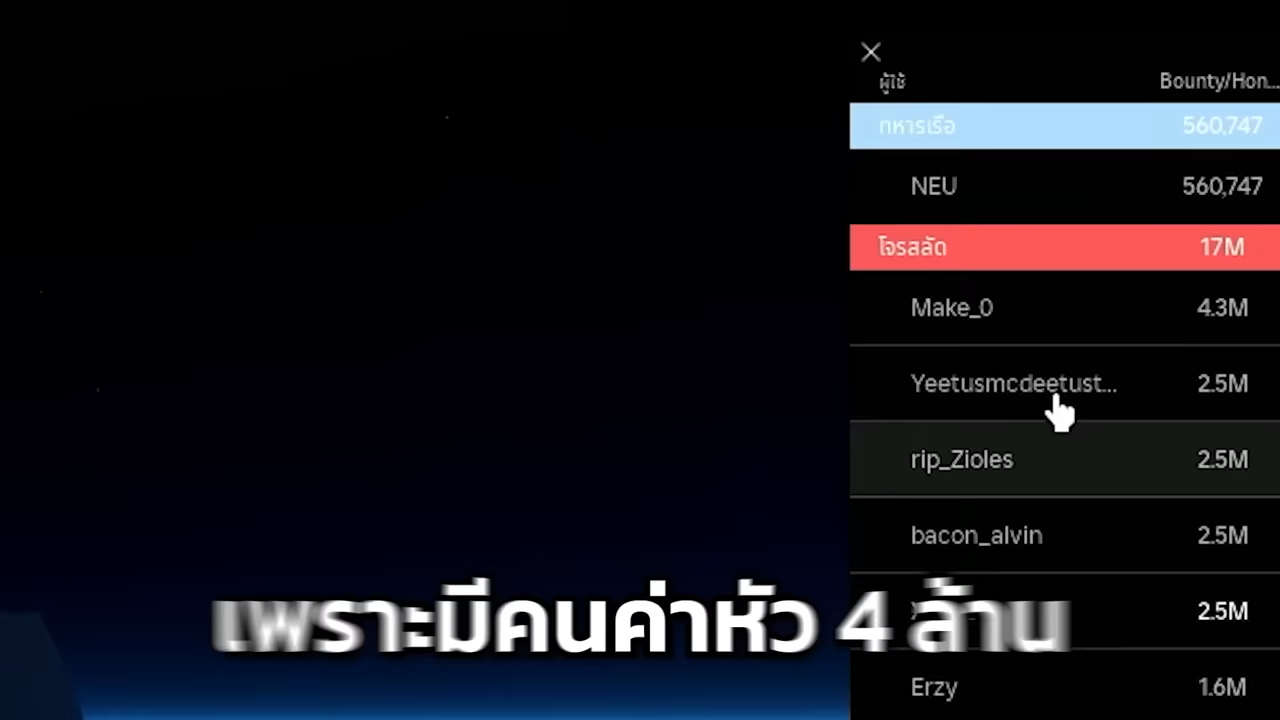 ผู้ใช้ Bounty/Hon...
ทหารเรือ 560,747
NEU 560,747
โจรสลัด 17M
Make_0 4.3M
Yeetusmcdeetust... 2.5M
rip_Zioles 2.5M
bacon_alvin 2.5M
2.5M
เพราะมีคนค่าหัว 4 ล้าน
Erzy 1.6M